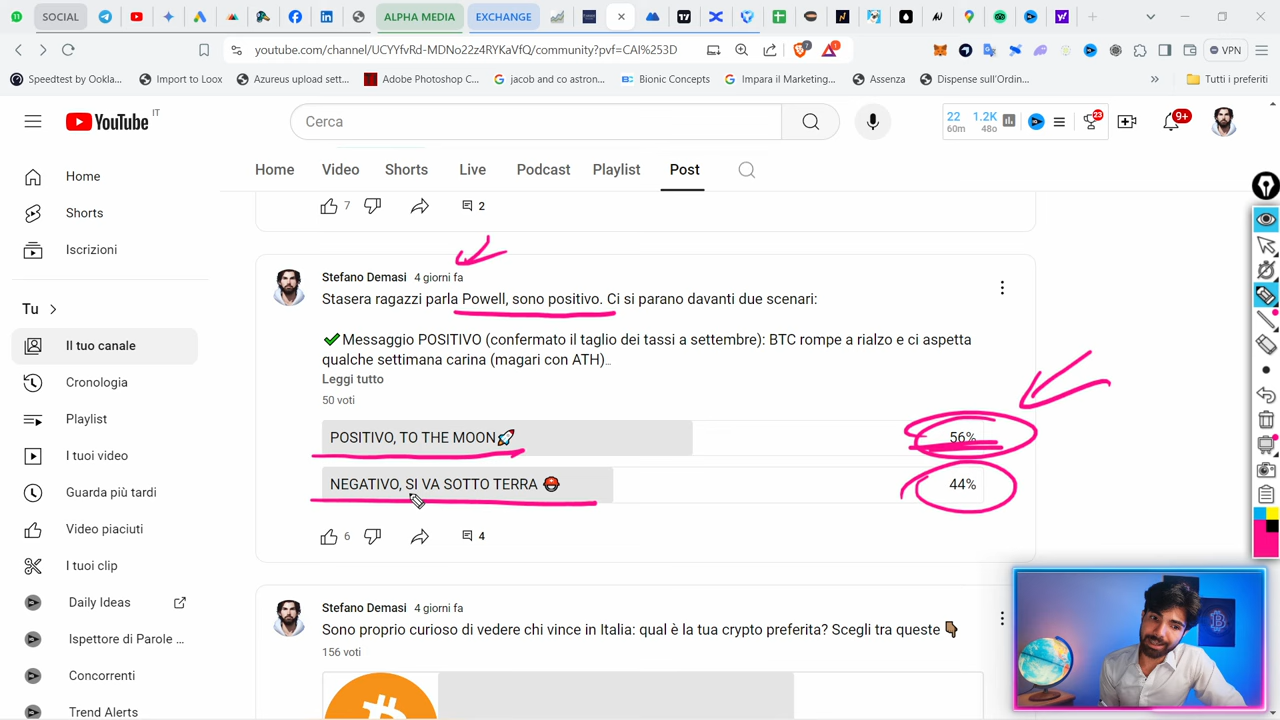 SOCIAL
ALPHA MEDIA
EXCHANGE
youtube.com/channel/UCYYfvRd-MDNo22z4RYKaVfQ/community?pvf=CAI%253D
VPN
Speedtest by Ookla...
Import to Loox
Azureus upload sett...
Adobe Photoshop C...
jacob and co astron...
Bionic Concepts
Impara il Marketing...
Assenza
Dispense sull'Ordin...
Tutti i preferiti
YouTube IT
Cerca
22
60m
1.2K
48o
23
9+
Home
Video
Shorts
Live
Podcast
Playlist
Post
Home
Shorts
Iscrizioni
Tu
Il tuo canale
Cronologia
Playlist
I tuoi video
Guarda più tardi
Video piaciuti
I tuoi clip
Daily Ideas
Ispettore di Parole ...
Concorrenti
Trend Alerts
7
2
Stefano Demasi 4 giorni fa
Stasera ragazzi parla Powell, sono positivo. Ci si parano davanti due scenari:
✔Messaggio POSITIVO (confermato il taglio dei tassi a settembre): BTC rompe a rialzo e ci aspetta
qualche settimana carina (magari con ATH)...
Leggi tutto
50 voti
POSITIVO, TO THE MOON🚀 56%
NEGATIVO, SI VA SOTTO TERRA ⛑ 44%
6
4
Stefano Demasi 4 giorni fa
Sono proprio curioso di vedere chi vince in Italia: qual è la tua crypto preferita? Scegli tra queste 👇🏾
156 voti